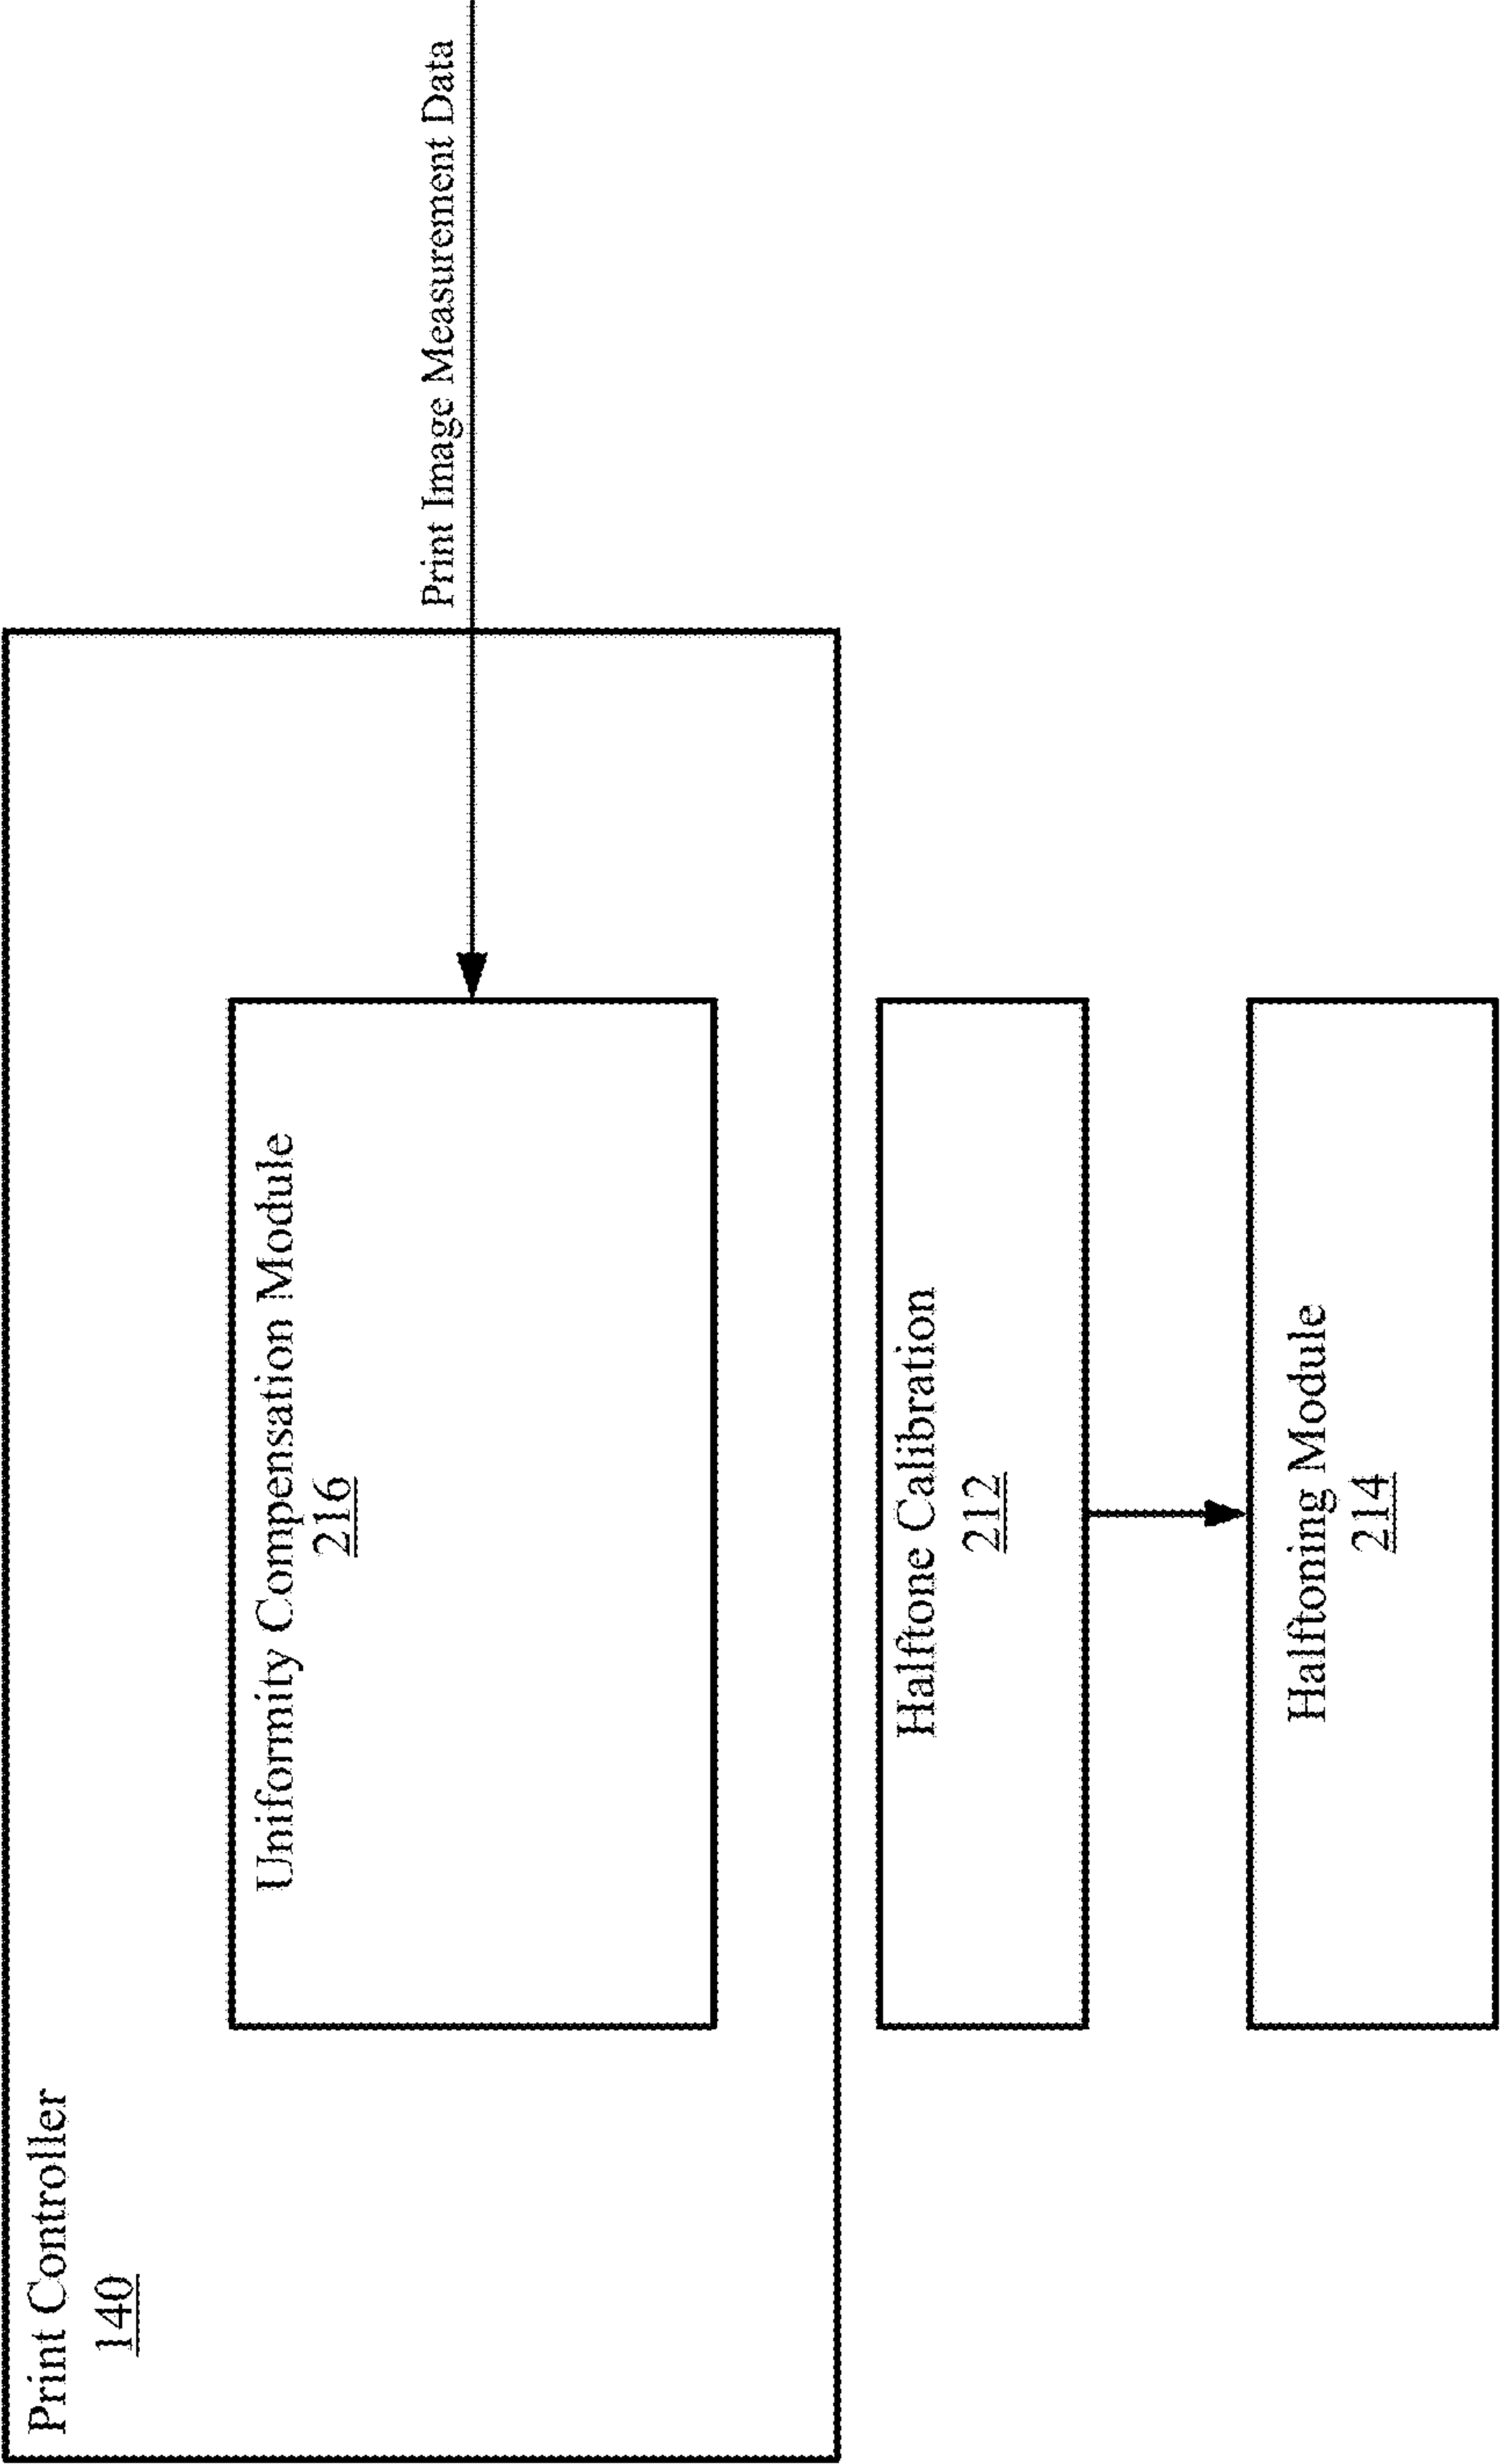 Print Controller
140
Uniformity Compensation Module
216
Print Image Measurement Data
Halftone Calibration
212
Halftoning Module
214